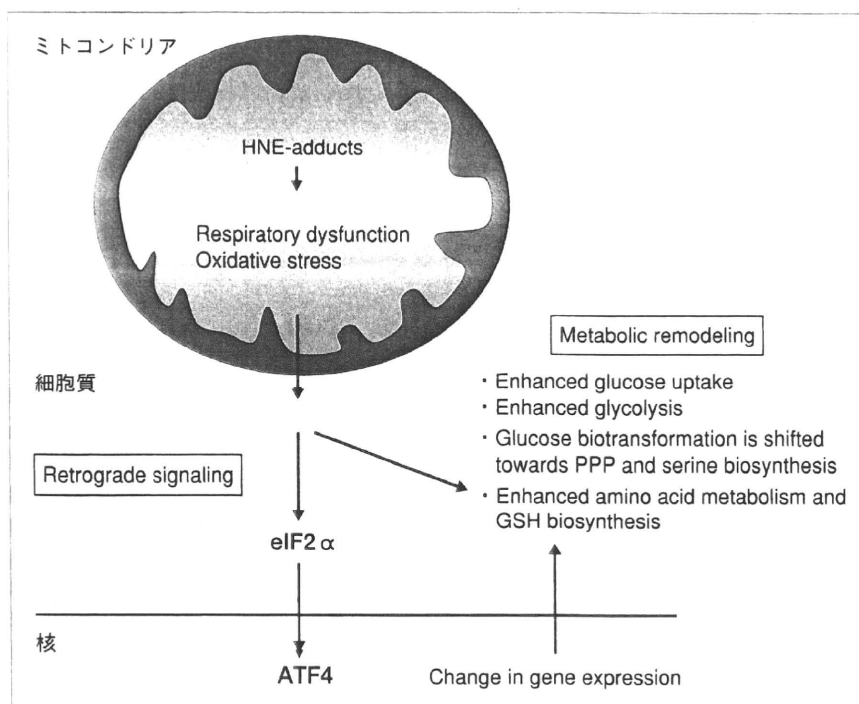 ミトコンドリア
HNE-adducts
Respiratory dysfunction
Oxidative stress
細胞質
Retrograde signaling
eIF2α
Metabolic remodeling
・Enhanced glucose uptake
・Enhanced glycolysis
・Glucose biotransformation is shifted
towards PPP and serine biosynthesis
・Enhanced amino acid metabolism and
GSH biosynthesis
核
ATF4
Change in gene expression